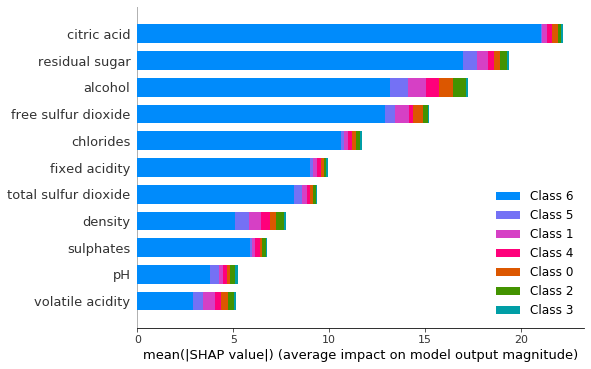 citric acid
residual sugar
alcohol
free sulfur dioxide
chlorides
fixed acidity
total sulfur dioxide
density
sulphates
pH
volatile acidity
Class 6
Class 5
Class 1
Class 4
Class 0
Class 2
Class 3
0 5 10 15 20
mean(|SHAP value|) (average impact on model output magnitude)